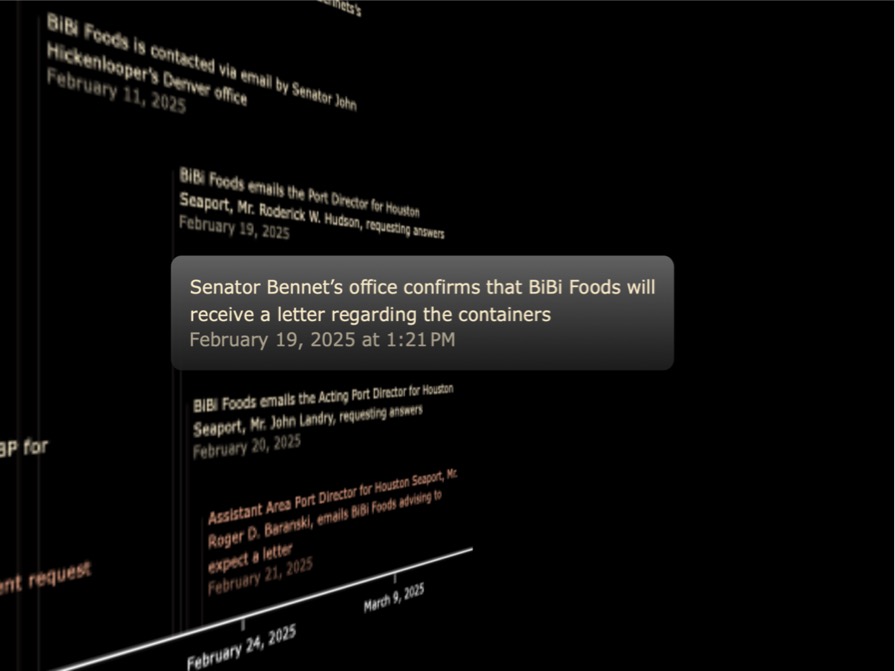 BiBi Foods is contacted via email by Senator John
Hickenlooper's Denver office
February 11, 2025
BiBi Foods emails the Port Director for Houston
Seaport, Mr. Roderick W. Hudson, requesting answers
February 19, 2025
Senator Bennet’s office confirms that BiBi Foods will
receive a letter regarding the containers
February 19, 2025 at 1:21 PM
BiBi Foods emails the Acting Port Director for Houston
Seaport, Mr. John Landry, requesting answers
February 20, 2025
BP for
Assistant Area Port Director for Houston Seaport, Mr.
Roger D. Baranski, emails BiBi Foods advising to
expect a letter
February 21, 2025
ent request
February 24, 2025
March 9, 2025